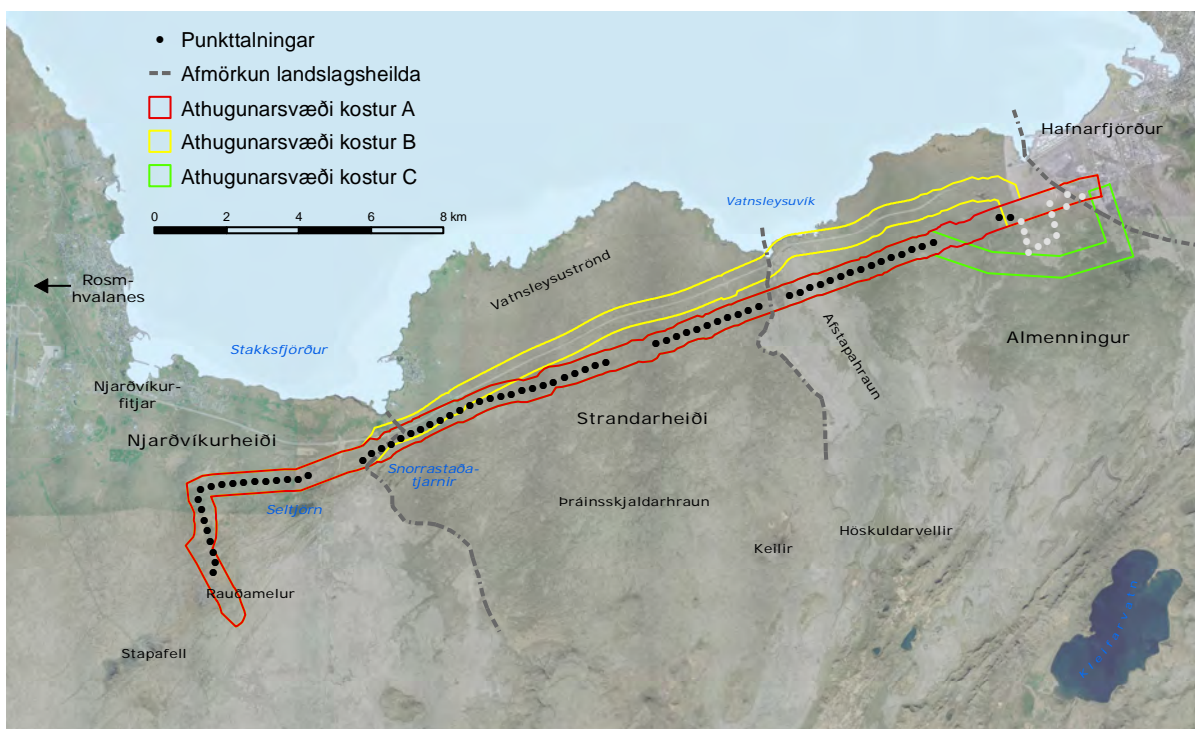 Punkttalningar
Afmörkun landslagsheilda
Athugunarsvæði kostur A
Athugunarsvæði kostur B
Athugunarsvæði kostur C
0 2 4 6 8 km
Hafnarfjörður
Vatnsleysuvík
Rosm-
hvalanes
Vatnsleysuströnd
Stakksfjörður
Afstapahraun
Almenningur
Njarðvíkur-
fitjar
Strandarheiði
Njarðvíkurheiði
Snorrastaða-
tjarnir
Seltjörn
Þráinsskjaldarhraun
Keilir
Höskuldarvellir
Rauðamelur
Stapafell